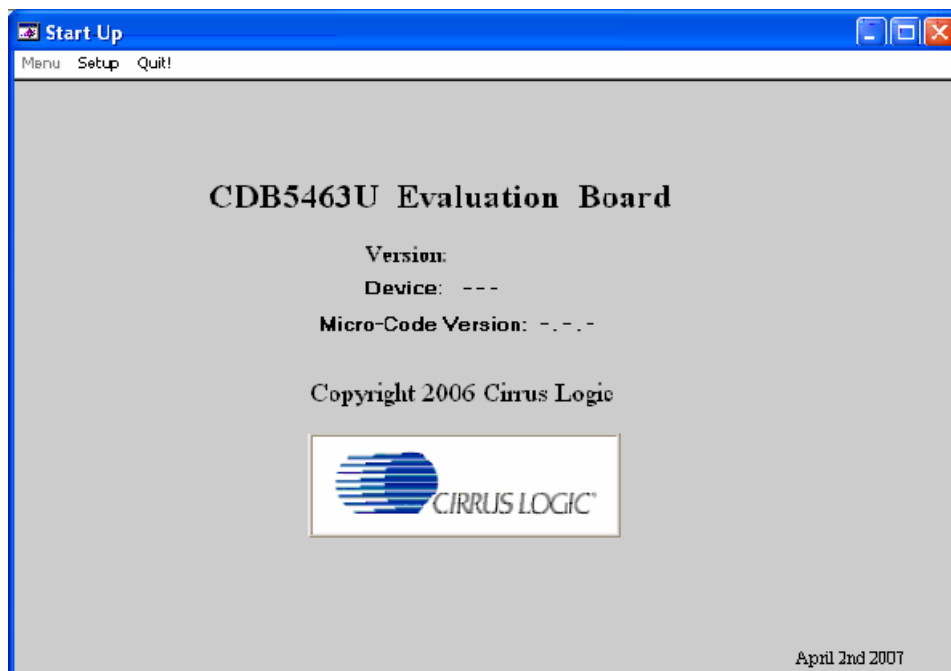 Start Up
Menu Setup Quit!
CDB5463U Evaluation Board
Version:
Device: ---
Micro-Code Version: -.-.-
Copyright 2006 Cirrus Logic
CIRRUS LOGIC
April 2nd 2007